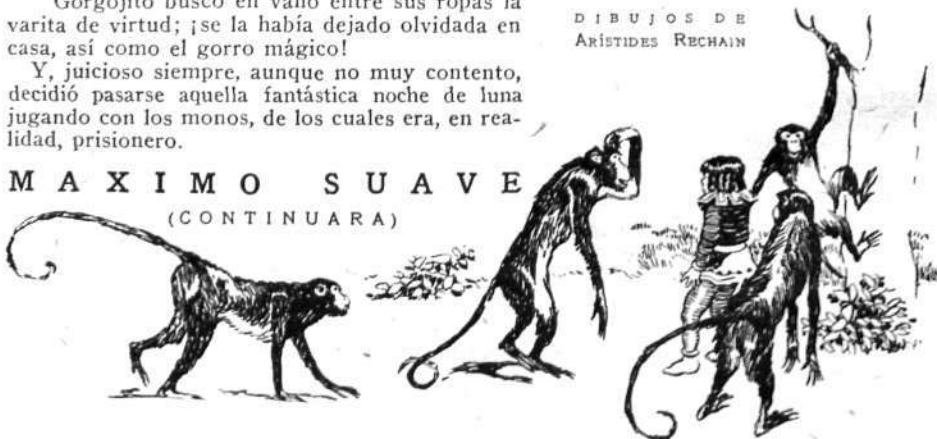 Gorgojito buscó en vano entre sus ropas la
varita de virtud; ¡se la había dejado olvidada en
casa, así como el gorro mágico!
Y, juicioso siempre, aunque no muy contento,
decidió pasarse aquella fantástica noche de luna
jugando con los monos, de los cuales era, en rea-
lidad, prisionero.
MAXIMO SUAVE
(CONTINUARA)
DIBUJOS DE
ARÍSTIDES RECHAIN